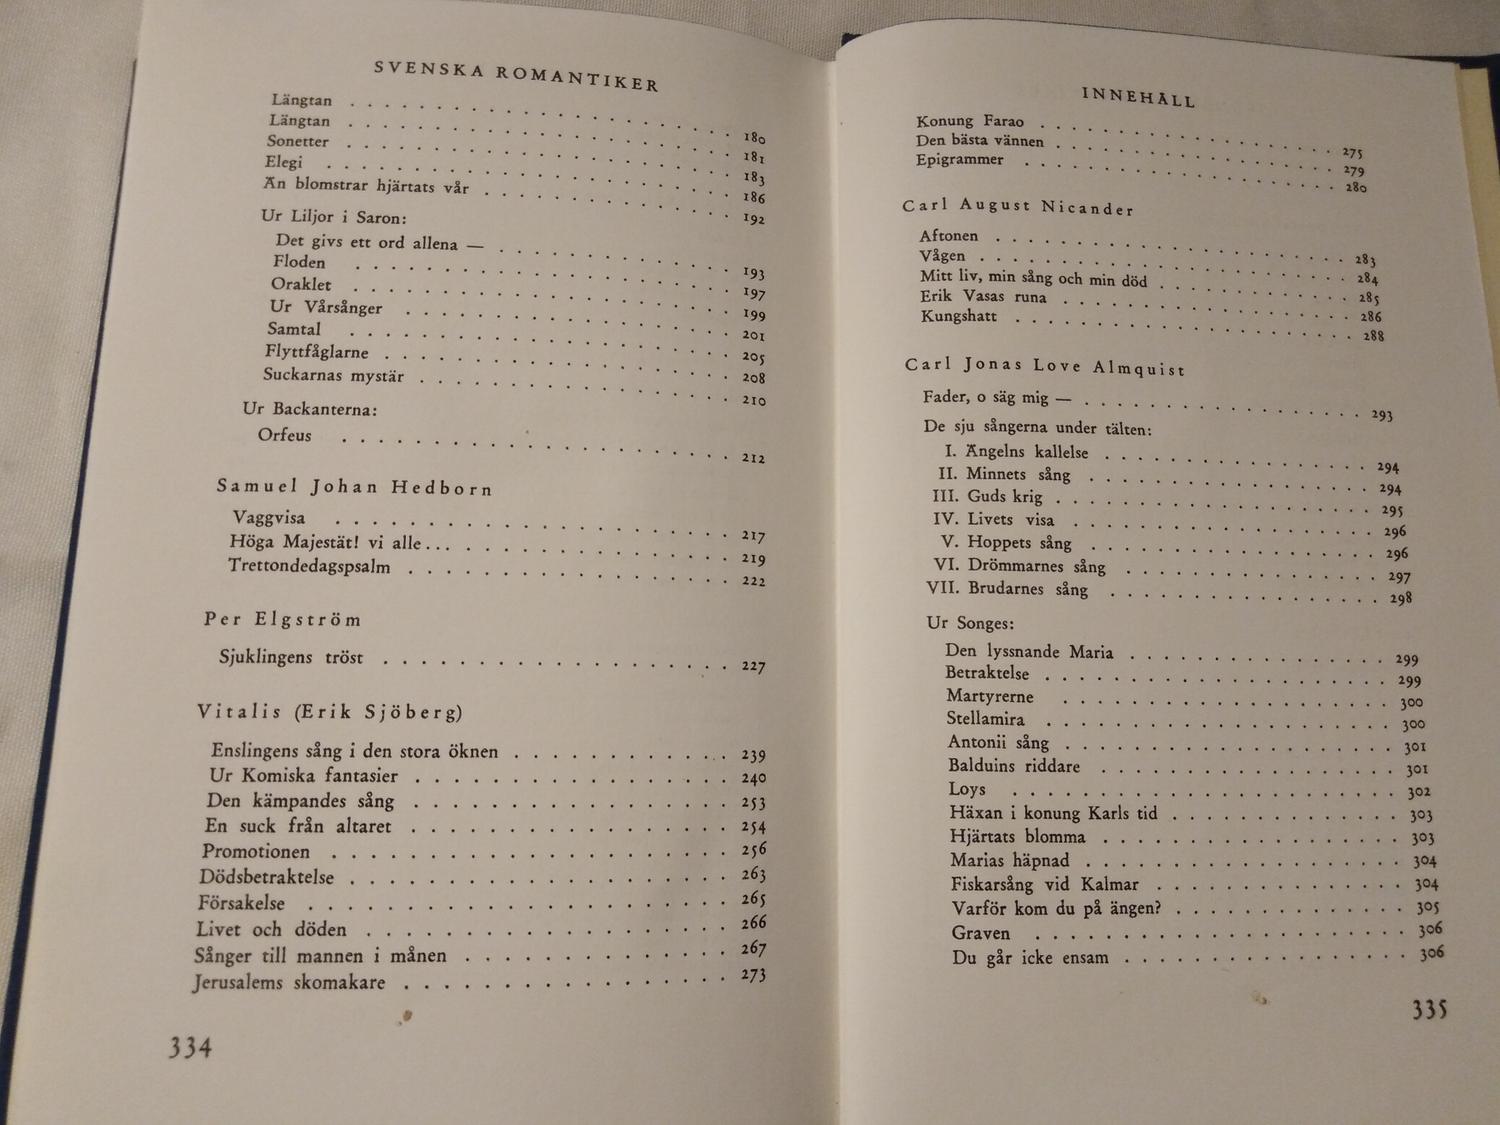 SVENSKA ROMANTIKER
Längtan . . . . . . . . . . . . . . . . . 180
Längtan . . . . . . . . . . . . . . . . . 181
Sonetter . . . . . . . . . . . . . . . . . 183
Elegi . . . . . . . . . . . . . . . . . 186
Än blomstrar hjärtats vår . . . . . . . . . . . 192
Ur Liljor i Saron:
Det givs ett ord allena — . . . . . . . . . . 193
Floden . . . . . . . . . . . . . . . . 197
Oraklet . . . . . . . . . . . . . . . . 199
Ur Vårsånger . . . . . . . . . . . . . . 201
Samtal . . . . . . . . . . . . . . . . 205
Flyttfåglarne . . . . . . . . . . . . . . . 208
Suckarnas mystär . . . . . . . . . . . . . 210
Ur Backanterna:
Orfeus . . . . . . . . . . . . . . . . . 212
Samuel Johan Hedborn
Vaggvisa . . . . . . . . . . . . . . . . . 217
Höga Majestät! vi alle... . . . . . . . . . . . . 219
Trettondedagspsalm . . . . . . . . . . . . . . 222
Per Elgström
Sjuklingens tröst . . . . . . . . . . . . . . . 227
Vitalis (Erik Sjöberg)
Enslingens sång i den stora öknen . . . . . . . . . . 239
Ur Komiska fantasier . . . . . . . . . . . . . 240
Den kämpandes sång . . . . . . . . . . . . . 253
En suck från altaret . . . . . . . . . . . . . 254
Promotionen . . . . . . . . . . . . . . . . 256
Dödsbetraktelse . . . . . . . . . . . . . . . 263
Försakelse . . . . . . . . . . . . . . . . 265
Livet och döden . . . . . . . . . . . . . . . 266
Sånger till mannen i månen . . . . . . . . . . . 267
Jerusalems skomakare . . . . . . . . . . . . . 273
334
INNEHÅLL
Konung Farao . . . . . . . . . . . . . . . 275
Den bästa vännen . . . . . . . . . . . . . . 279
Epigrammer . . . . . . . . . . . . . . . . 280
Carl August Nicander
Aftonen . . . . . . . . . . . . . . . . . 283
Vågen . . . . . . . . . . . . . . . . . 284
Mitt liv, min sång och min död . . . . . . . . . . 285
Erik Vasas runa . . . . . . . . . . . . . . 286
Kungshatt . . . . . . . . . . . . . . . . 288
Carl Jonas Love Almquist
Fader, o säg mig — . . . . . . . . . . . . . 293
De sju sångerna under tälten:
I. Ängelns kallelse . . . . . . . . . . . . . 294
II. Minnets sång . . . . . . . . . . . . . . 294
III. Guds krig . . . . . . . . . . . . . . . 295
IV. Livets visa . . . . . . . . . . . . . . . 296
V. Hoppets sång . . . . . . . . . . . . . . 296
VI. Drömmarnes sång . . . . . . . . . . . . . 297
VII. Brudarnes sång . . . . . . . . . . . . . . 298
Ur Songes:
Den lyssnande Maria . . . . . . . . . . . . . 299
Betraktelse . . . . . . . . . . . . . . . . 299
Martyrerne . . . . . . . . . . . . . . . 300
Stellamira . . . . . . . . . . . . . . . . 300
Antonii sång . . . . . . . . . . . . . . . 301
Balduins riddare . . . . . . . . . . . . . . 301
Loys . . . . . . . . . . . . . . . . . 302
Häxan i konung Karls tid . . . . . . . . . . . 303
Hjärtats blomma . . . . . . . . . . . . . . 303
Marias häpnad . . . . . . . . . . . . . . . 304
Fiskarsång vid Kalmar . . . . . . . . . . . . 304
Varför kom du på ängen? . . . . . . . . . . . 305
Graven . . . . . . . . . . . . . . . . . 306
Du går icke ensam . . . . . . . . . . . . . 306
335